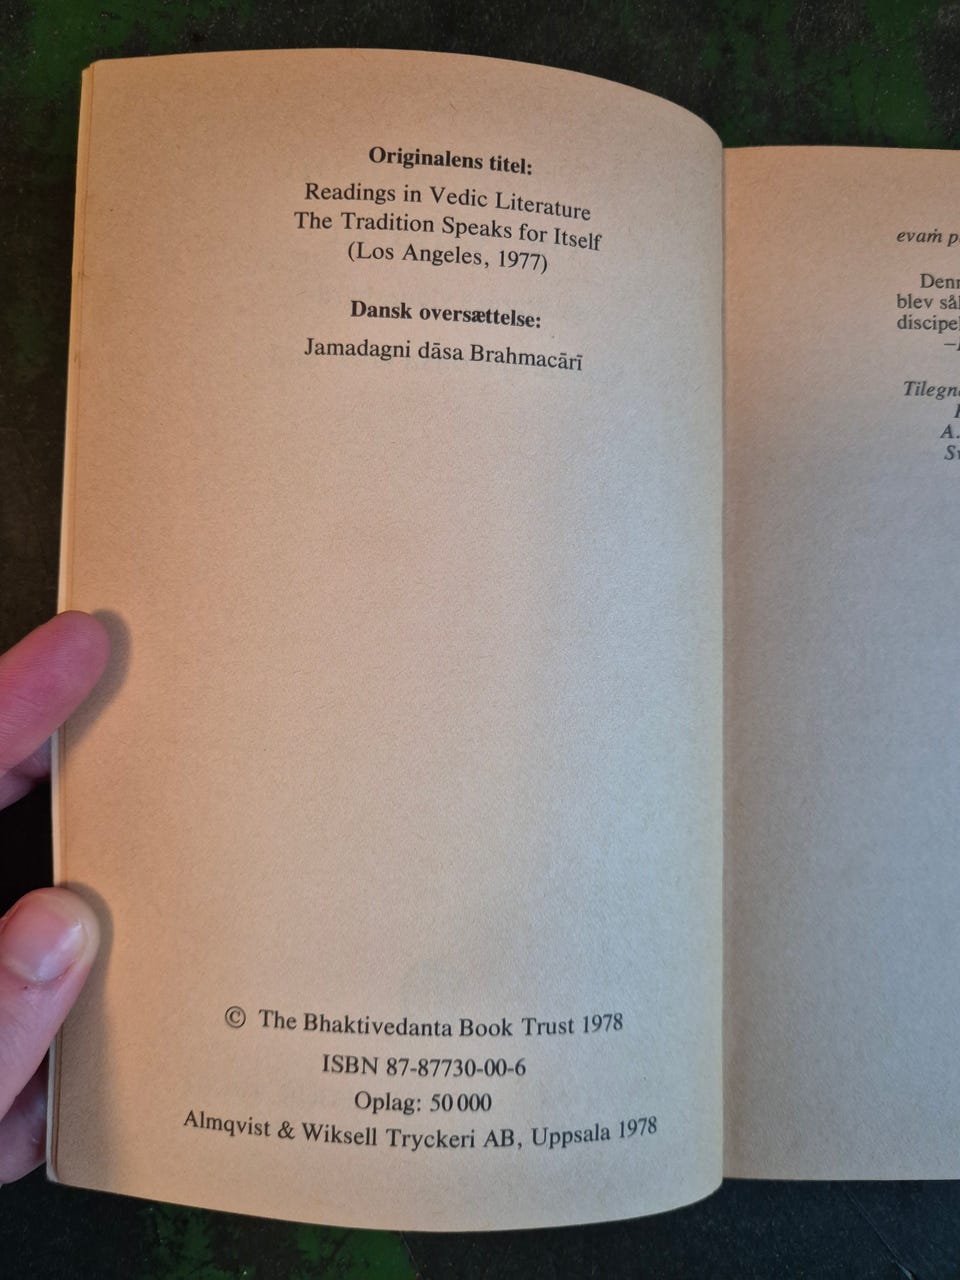 Originalens titel:
Readings in Vedic Literature
The Tradition Speaks for Itself
(Los Angeles, 1977)
Dansk oversættelse:
Jamadagni dāsa Brahmacārī
© The Bhaktivedanta Book Trust 1978
ISBN 87-87730-00-6
Oplag: 50 000
Almqvist & Wiksell Tryckeri AB, Uppsala 1978
evaṁ
blev
A.